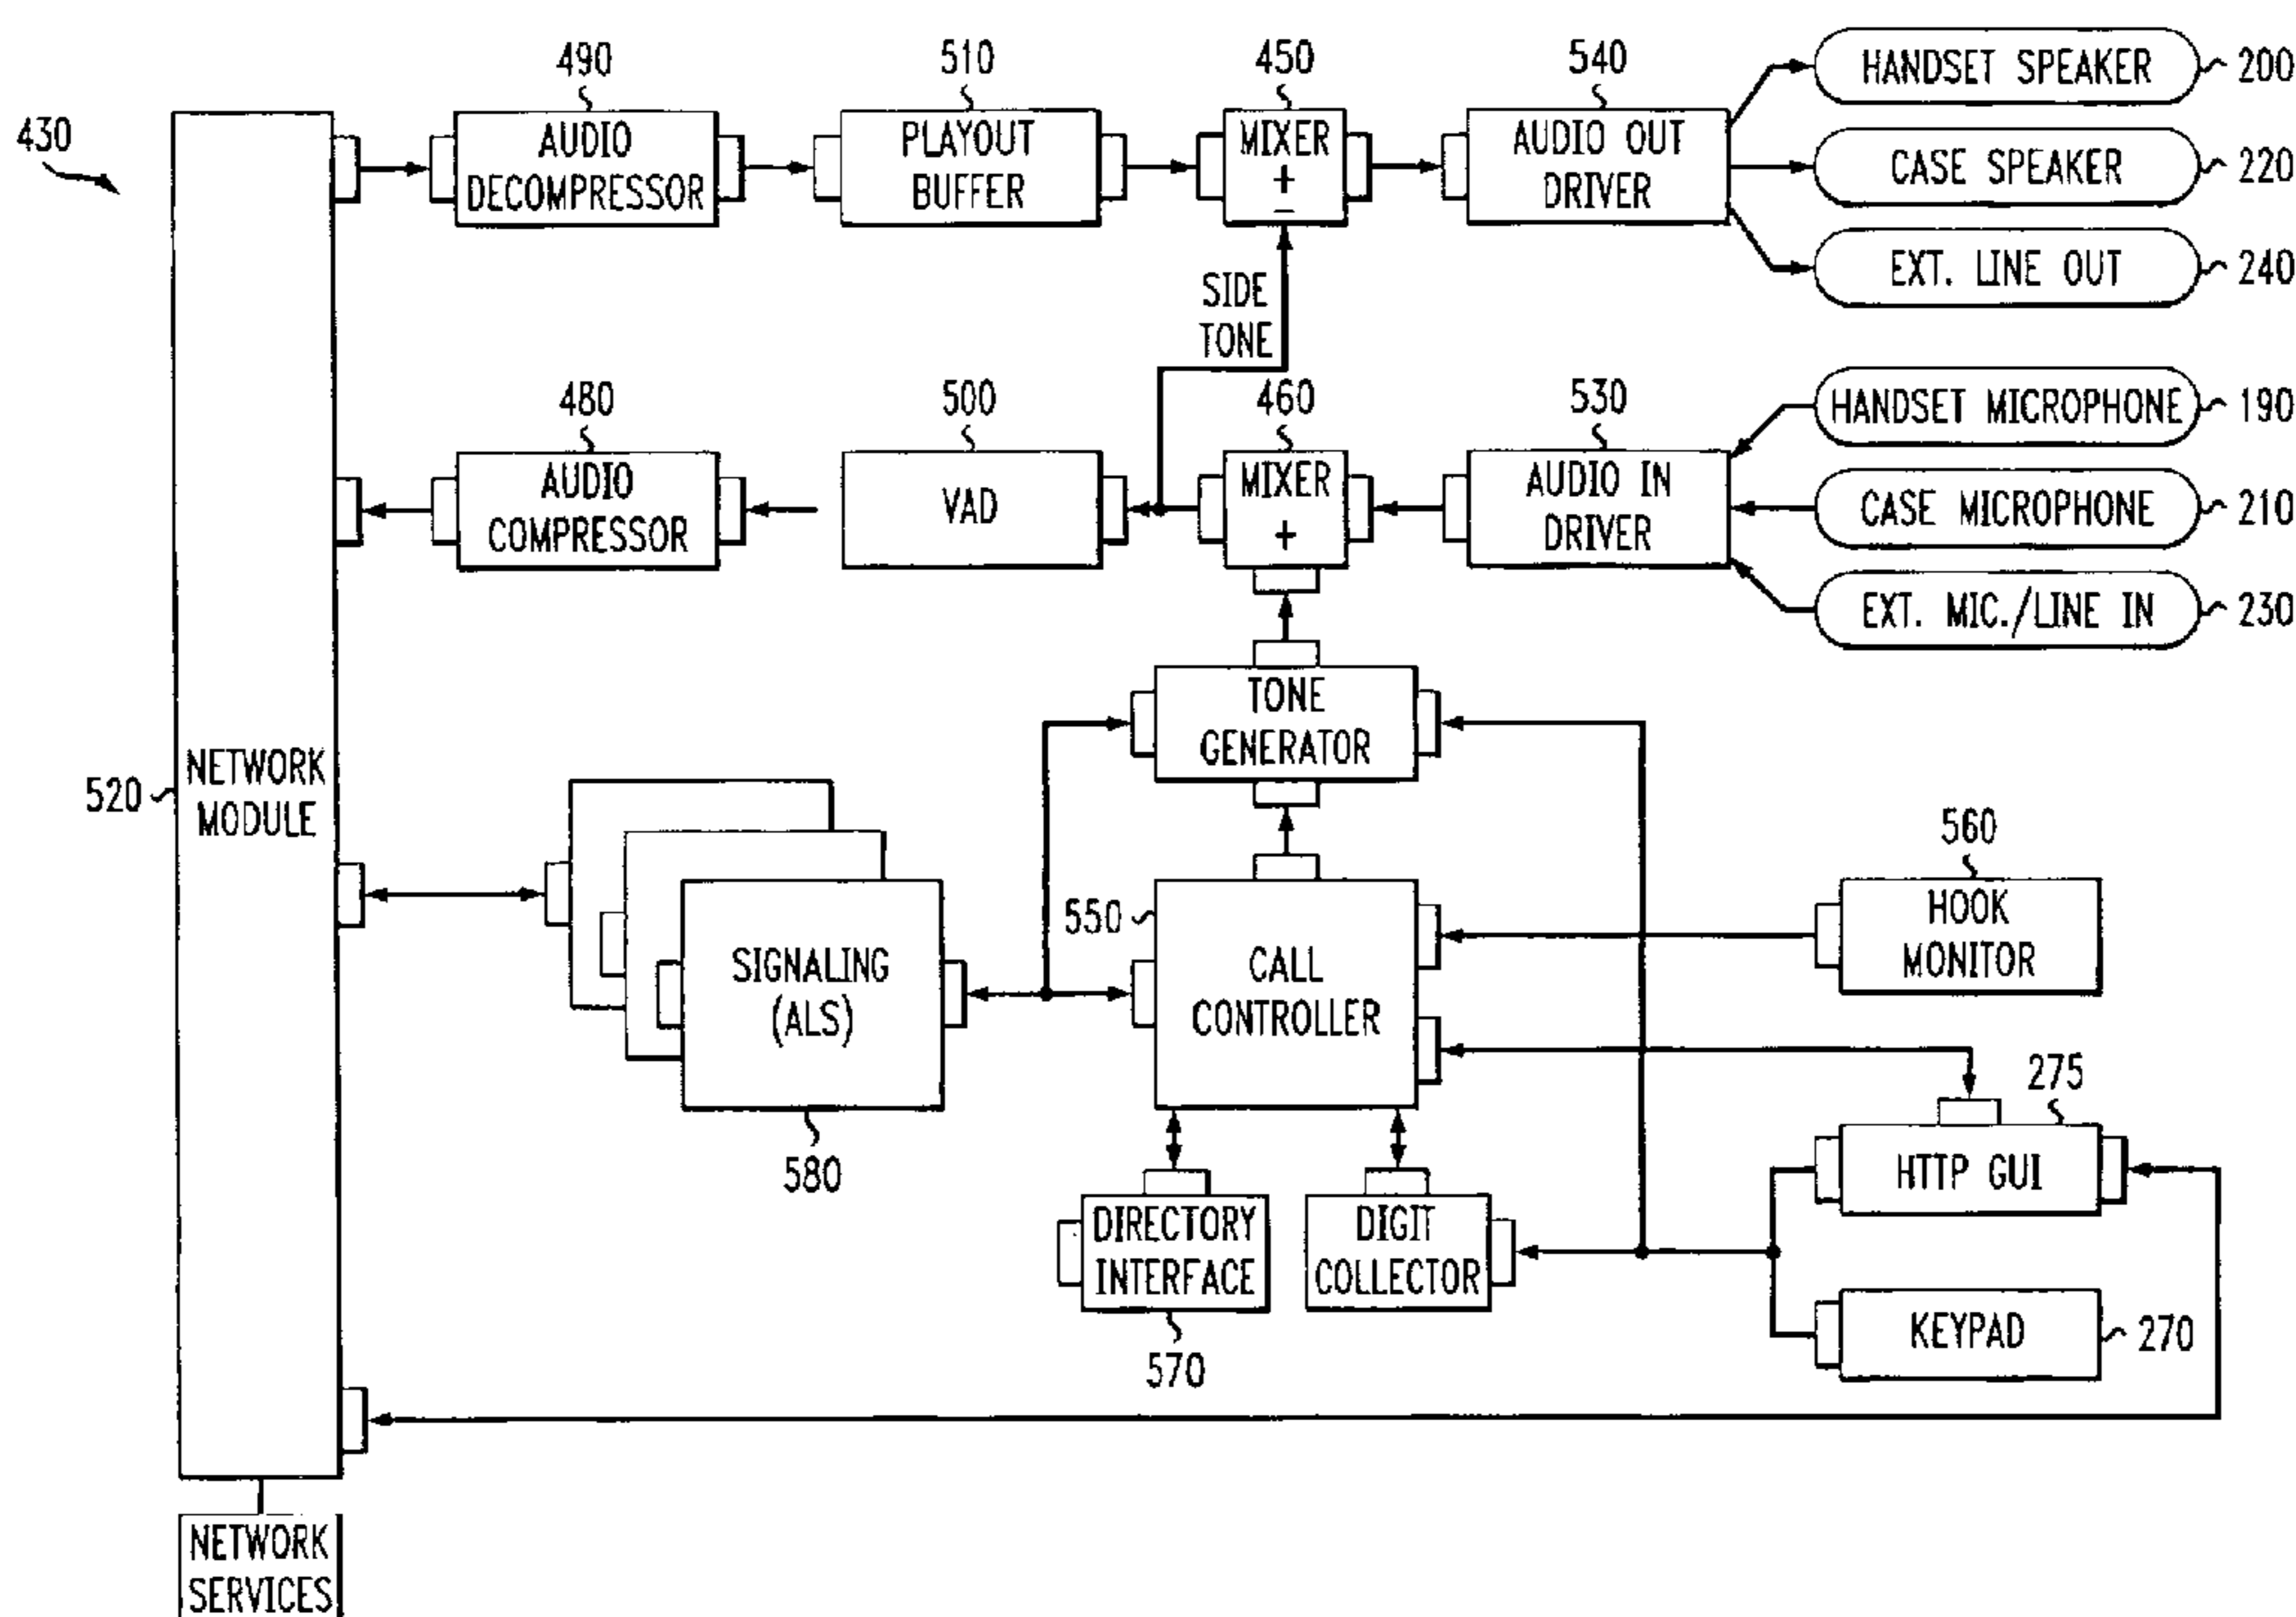 490
510
450
540
HANDSET SPEAKER
200
430
AUDIO
DECOMPRESSOR
PLAYOUT
BUFFER
MIXER
+
−
AUDIO OUT
DRIVER
CASE SPEAKER
220
EXT. LINE OUT
240
SIDE
TONE
480
500
460
530
HANDSET MICROPHONE
190
AUDIO
COMPRESSOR
VAD
MIXER
+
AUDIO IN
DRIVER
CASE MICROPHONE
210
EXT. MIC./LINE IN
230
TONE
GENERATOR
520
NETWORK
MODULE
560
550
HOOK
MONITOR
SIGNALING
(ALS)
CALL
CONTROLLER
275
580
HTTP GUI
DIRECTORY
INTERFACE
DIGIT
COLLECTOR
KEYPAD
270
570
NETWORK
SERVICES